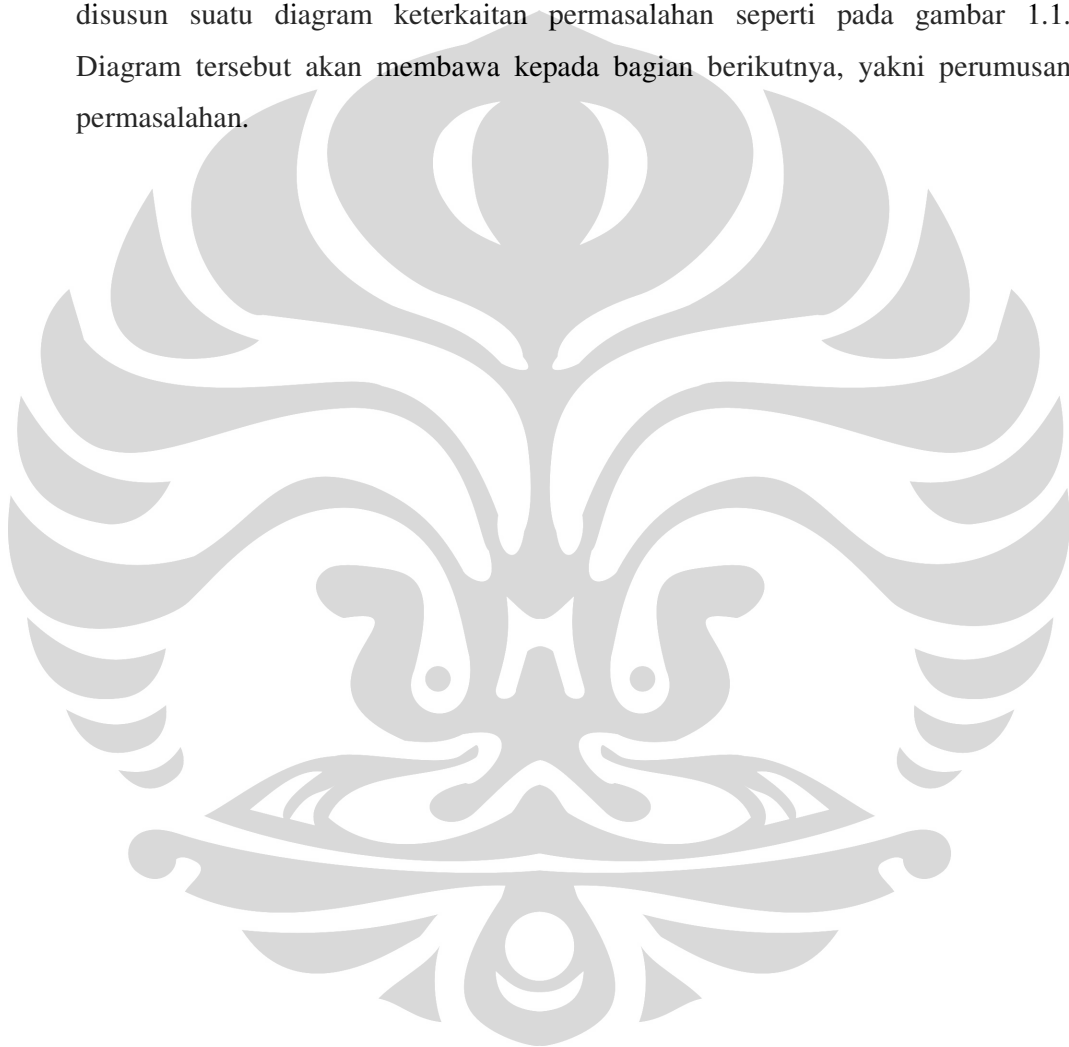 disusun suatu diagram keterkaitan permasalahan seperti pada gambar 1.1.
Diagram tersebut akan membawa kepada bagian berikutnya, yakni perumusan
permasalahan.